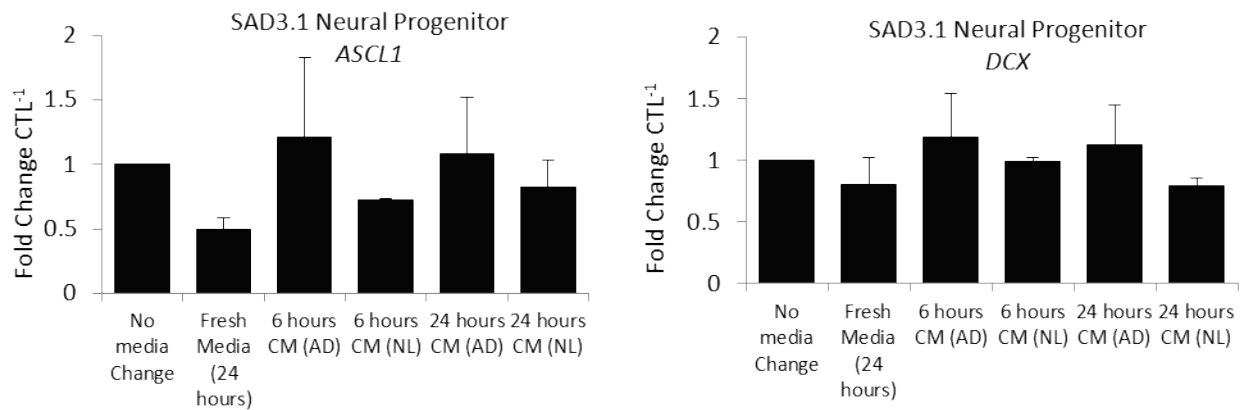 SAD3.1 Neural Progenitor
ASCL1
Fold Change CTL⁻¹
2
1.5
1
0.5
0
No
media
Change
Fresh
Media
(24
hours)
6 hours
CM (AD)
6 hours
CM (NL)
24 hours
CM (AD)
24 hours
CM (NL)
SAD3.1 Neural Progenitor
DCX
Fold Change CTL⁻¹
2
1.5
1
0.5
0
No
media
Change
Fresh
Media
(24
hours)
6 hours
CM (AD)
6 hours
CM (NL)
24 hours
CM (AD)
24 hours
CM (NL)